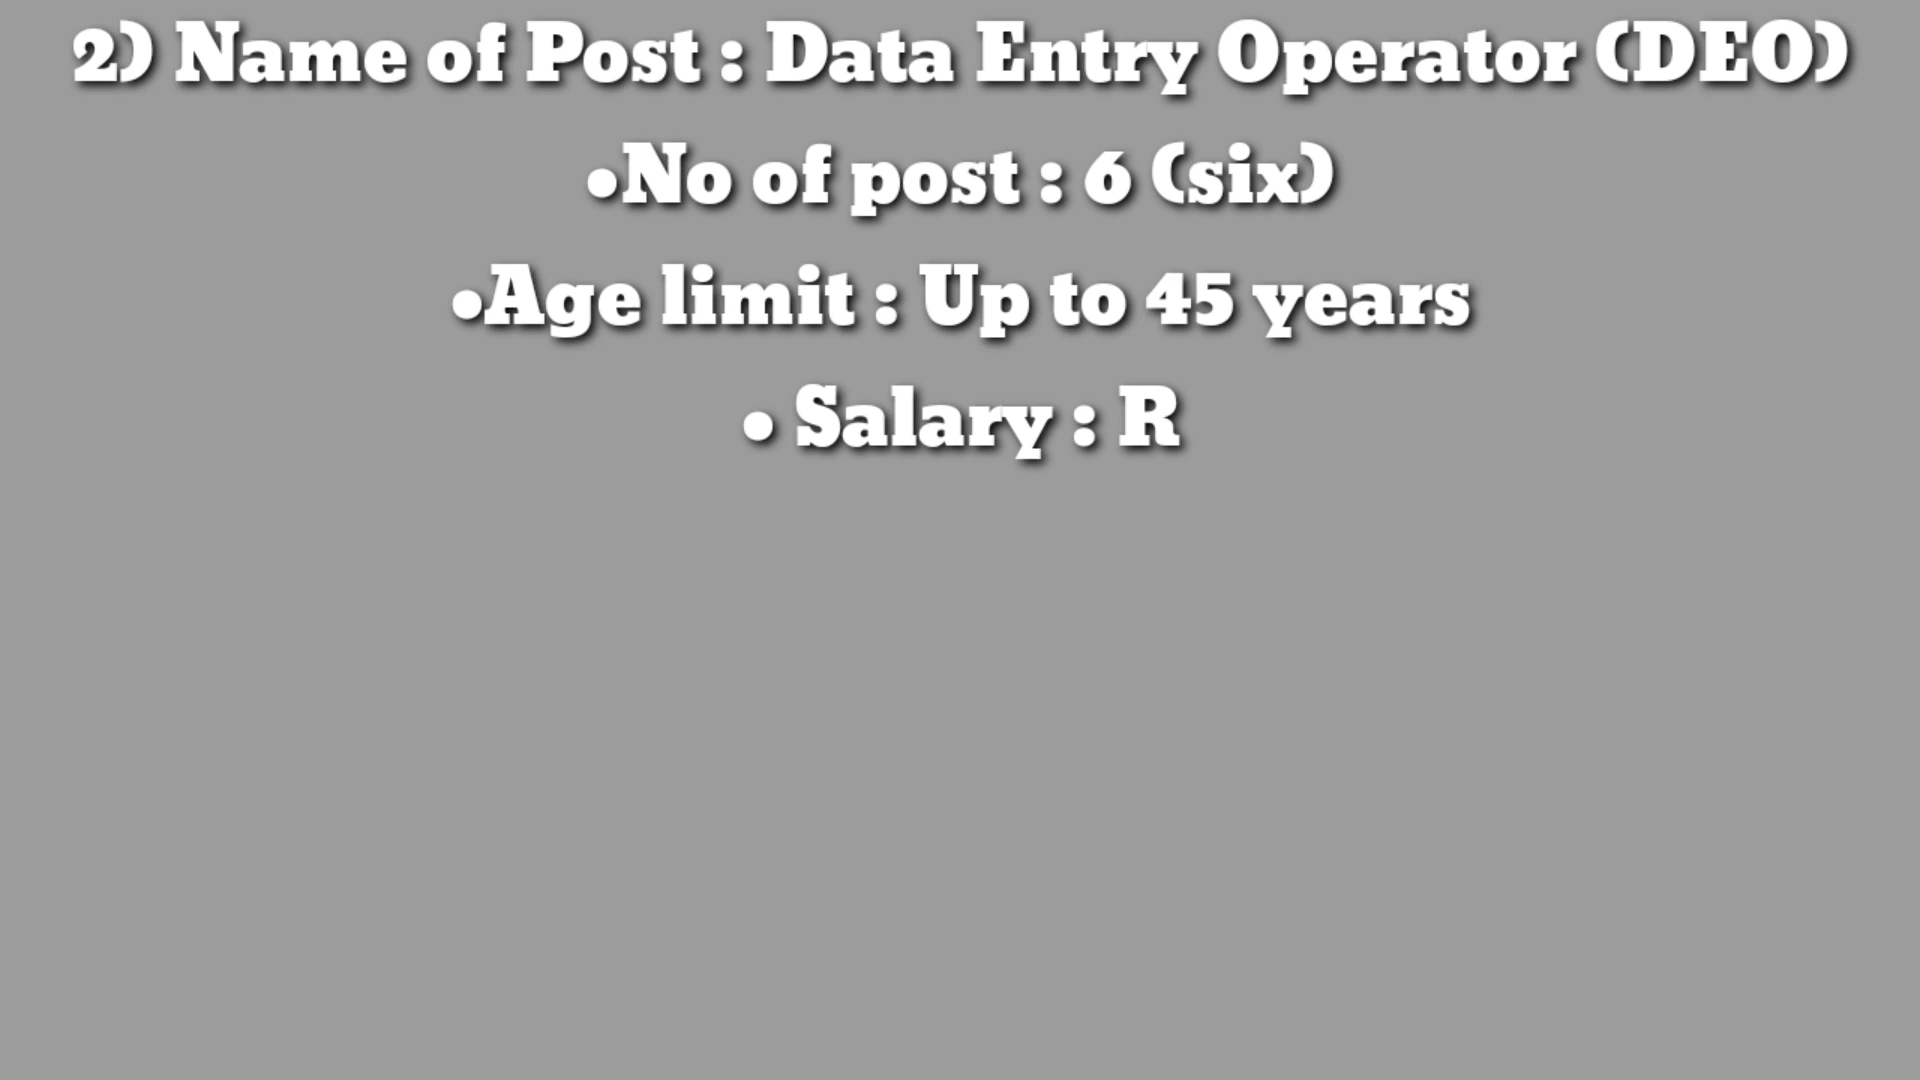 2) Name of Post : Data Entry Operator (DEO)
•No of post : 6 (six)
•Age limit : Up to 45 years
• Salary : R